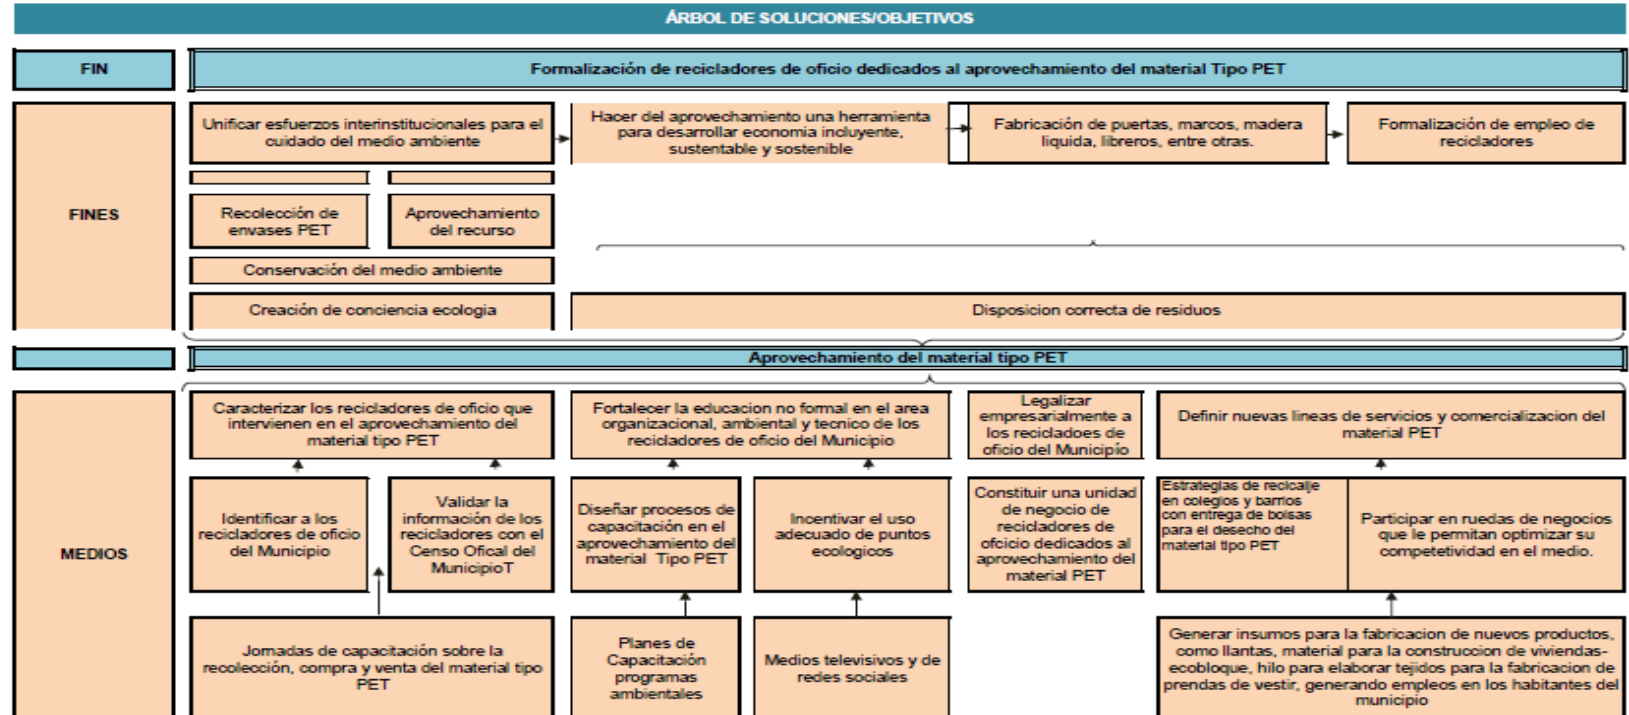 ÁRBOL DE SOLUCIONES/OBJETIVOS
FIN
Formalización de recicladores de oficio dedicados al aprovechamiento del material Tipo PET
FINES
Unificar esfuerzos interinstitucionales para el
cuidado del medio ambiente
Hacer del aprovechamiento una herramienta
para desarrollar economia incluyente,
sustentable y sostenible
Fabricación de puertas, marcos, madera
liquida, libreros, entre otras.
Formalización de empleo de
recicladores
Recolección de
envases PET
Aprovechamiento
del recurso
Conservación del medio ambiente
Creación de conciencia ecologia
Disposicion correcta de residuos
Aprovechamiento del material tipo PET
MEDIOS
Caracterizar los recicladores de oficio que
intervienen en el aprovechamiento del
material tipo PET
Fortalecer la educacion no formal en el area
organizacional, ambiental y tecnico de los
recicladores de oficio del Municipio
Legalizar
empresarialmente a
los recicladoes de
oficio del Municipío
Definir nuevas lineas de servicios y comercializacion del
material PET
Identificar a los
recicladores de oficio
del Municipio
Validar la
información de los
recicladores con el
Censo Ofical del
MunicipioT
Diseñar procesos de
capacitación en el
aprovechamiento del
material Tipo PET
Incentivar el uso
adecuado de puntos
ecologicos
Constituir una unidad
de negocio de
recicladores de
ofcicio dedicados al
aprovechamiento del
material PET
Estrategias de recicalje
en colegios y barrios
con entrega de bolsas
para el desecho del
material tipo PET
Participar en ruedas de negocios
que le permitan optimizar su
competetividad en el medio.
Jornadas de capacitación sobre la
recolección, compra y venta del material tipo
PET
Planes de
Capacitación
programas
ambientales
Medios televisivos y de
redes sociales
Generar insumos para la fabricacion de nuevos productos,
como llantas, material para la construccion de viviendas-
ecobloque, hilo para elaborar tejidos para la fabricacion de
prendas de vestir, generando empleos en los habitantes del
municipio